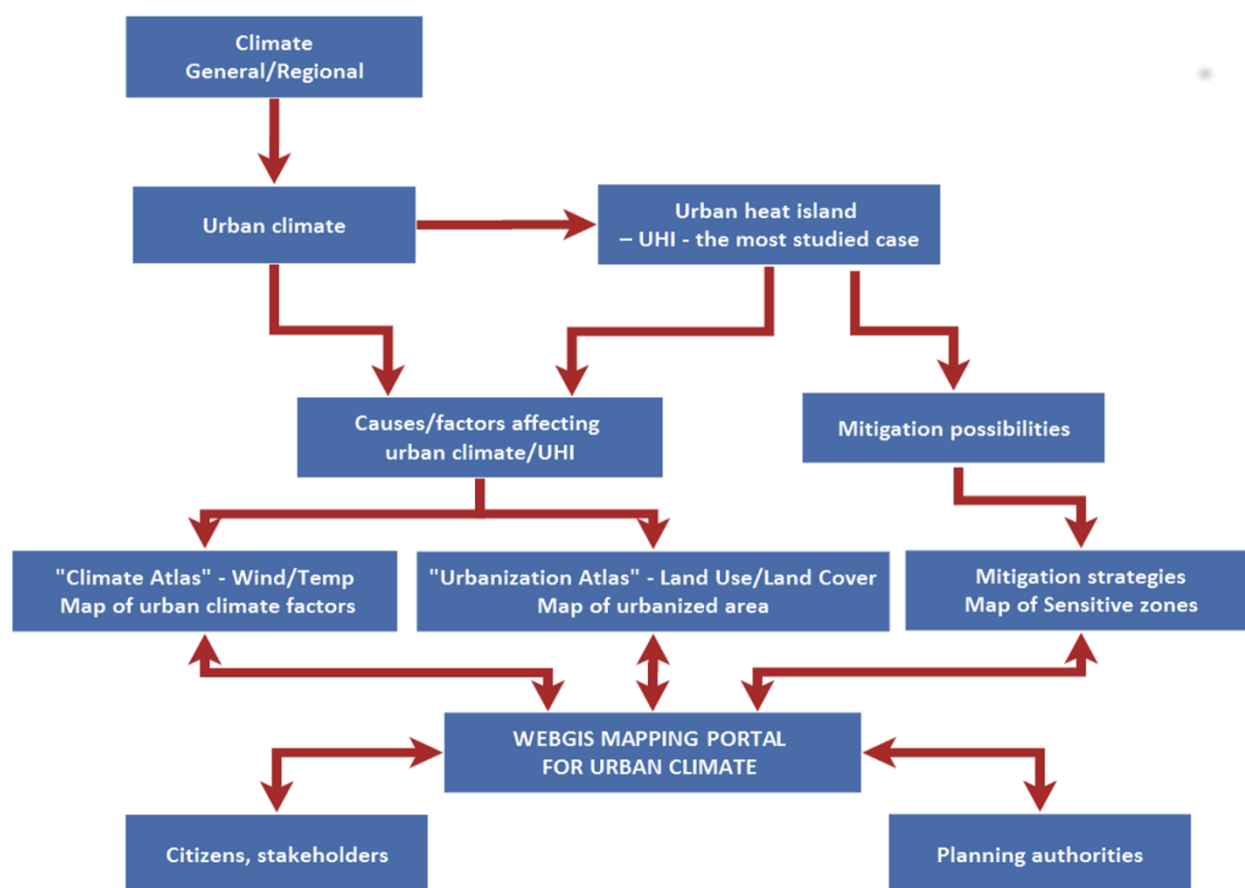 Climate
General/Regional
Urban climate
Urban heat island
– UHI - the most studied case
Causes/factors affecting
urban climate/UHI
Mitigation possibilities
"Climate Atlas" - Wind/Temp
Map of urban climate factors
"Urbanization Atlas" - Land Use/Land Cover
Map of urbanized area
Mitigation strategies
Map of Sensitive zones
WEBGIS MAPPING PORTAL
FOR URBAN CLIMATE
Citizens, stakeholders
Planning authorities